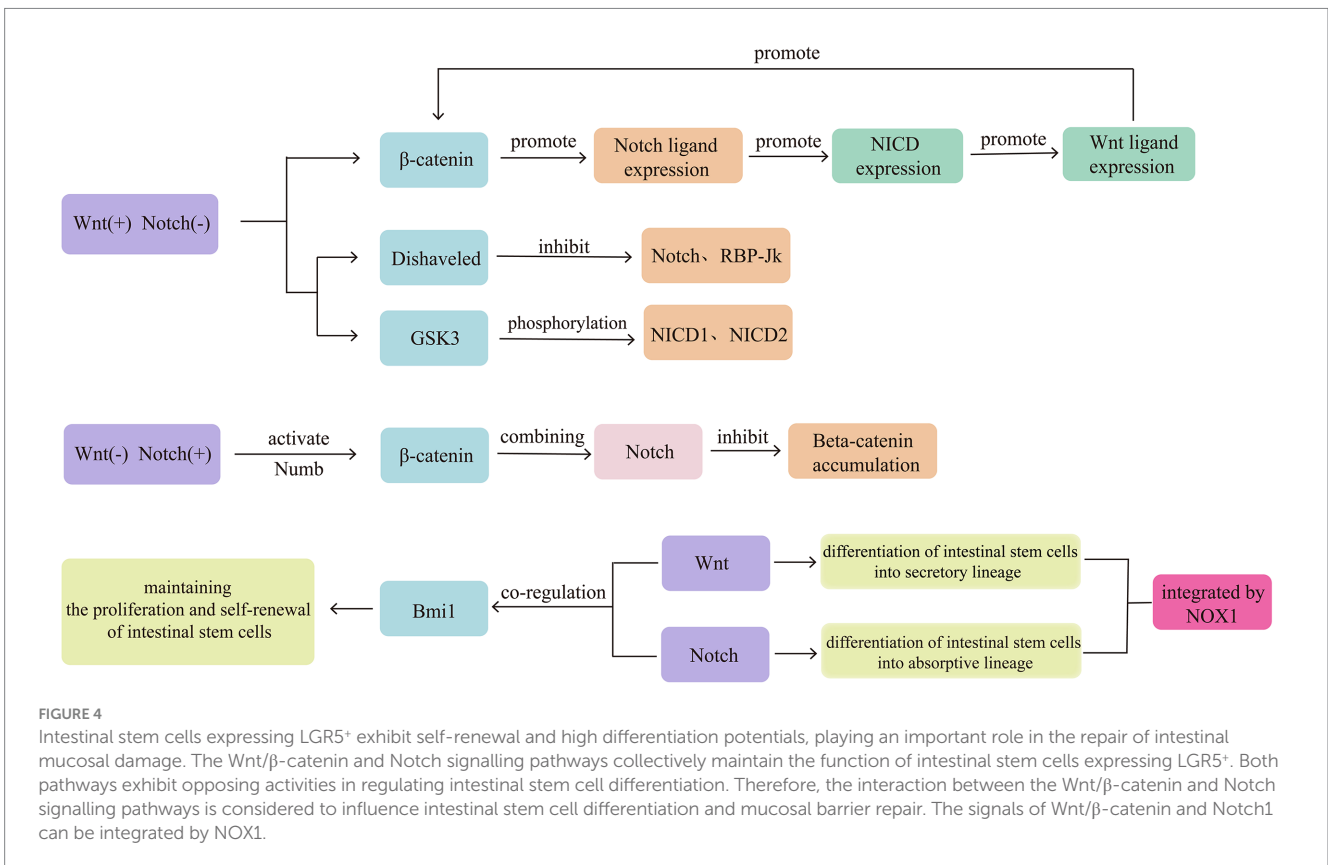 promote
β-catenin
promote
Notch ligand
expression
promote
NICD
expression
promote
Wnt ligand
expression
Wnt(+) Notch(-)
Dishaveled
inhibit
Notch、RBP-Jk
GSK3
phosphorylation
NICD1、NICD2
Wnt(-) Notch(+)
activate
Numb
β-catenin
combining
Notch
inhibit
Beta-catenin
accumulation
maintaining
the proliferation and self-renewal
of intestinal stem cells
Bmi1
co-regulation
Wnt
differentiation of intestinal stem cells
into secretory lineage
Notch
differentiation of intestinal stem cells
into absorptive lineage
integrated by
NOX1
FIGURE 4
Intestinal stem cells expressing LGR5⁺ exhibit self-renewal and high differentiation potentials, playing an important role in the repair of intestinal
mucosal damage. The Wnt/β-catenin and Notch signalling pathways collectively maintain the function of intestinal stem cells expressing LGR5⁺. Both
pathways exhibit opposing activities in regulating intestinal stem cell differentiation. Therefore, the interaction between the Wnt/β-catenin and Notch
signalling pathways is considered to influence intestinal stem cell differentiation and mucosal barrier repair. The signals of Wnt/β-catenin and Notch1
can be integrated by NOX1.